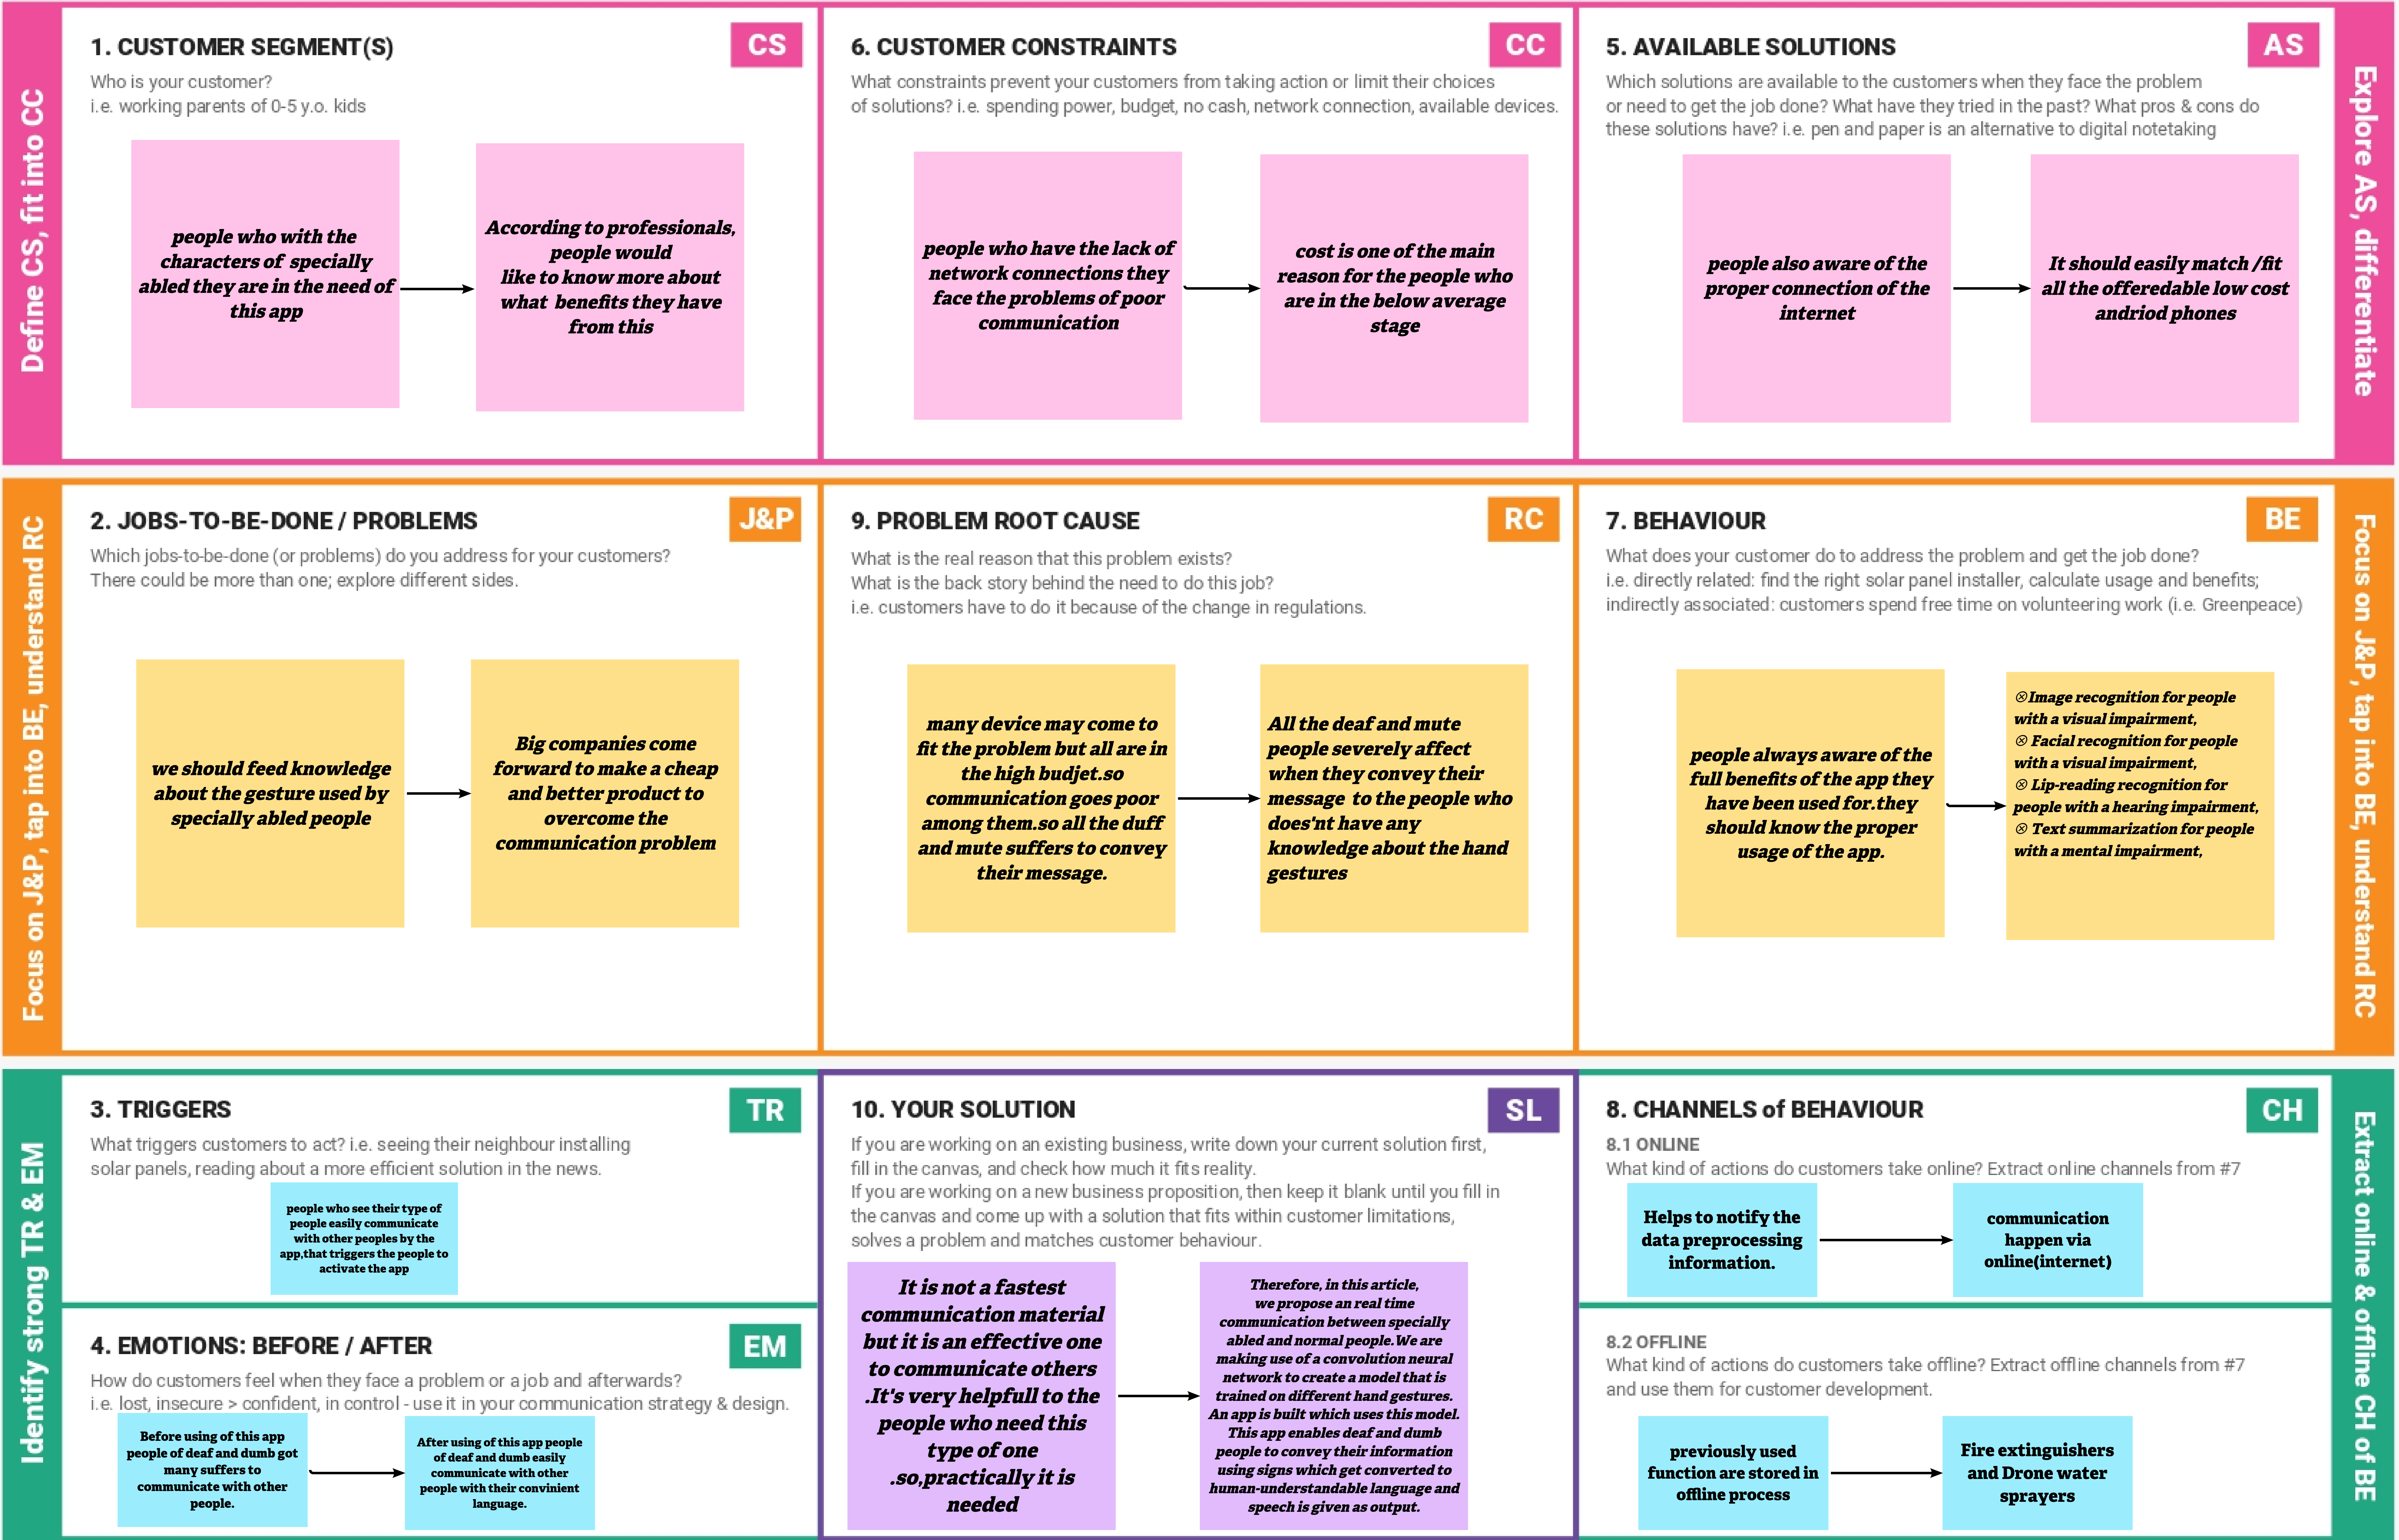 Define CS, fit into CC
1. CUSTOMER SEGMENT(S)
CS
Who is your customer?
i.e. working parents of 0-5 y.o. kids
people who with the
characters of specially
abled they are in the need of
this app
According to professionals,
people would
like to know more about
what benefits they have
from this
6. CUSTOMER CONSTRAINTS
CC
What constraints prevent your customers from taking action or limit their choices
of solutions? i.e. spending power, budget, no cash, network connection, available devices.
people who have the lack of
network connections they
face the problems of poor
communication
cost is one of the main
reason for the people who
are in the below average
stage
5. AVAILABLE SOLUTIONS
AS
Which solutions are available to the customers when they face the problem
or need to get the job done? What have they tried in the past? What pros & cons do
these solutions have? i.e. pen and paper is an alternative to digital notetaking
people also aware of the
proper connection of the
internet
It should easily match /fit
all the offeredable low cost
andriod phones
Explore AS, differentiate
Focus on J&P, tap into BE, understand RC
2. JOBS-TO-BE-DONE / PROBLEMS
J&P
Which jobs-to-be-done (or problems) do you address for your customers?
There could be more than one; explore different sides.
we should feed knowledge
about the gesture used by
specially abled people
Big companies come
forward to make a cheap
and better product to
overcome the
communication problem
9. PROBLEM ROOT CAUSE
RC
What is the real reason that this problem exists?
What is the back story behind the need to do this job?
i.e. customers have to do it because of the change in regulations.
many device may come to
fit the problem but all are in
the high budjet.so
communication goes poor
among them.so all the duff
and mute suffers to convey
their message.
All the deaf and mute
people severely affect
when they convey their
message to the people who
does'nt have any
knowledge about the hand
gestures
7. BEHAVIOUR
BE
What does your customer do to address the problem and get the job done?
i.e. directly related: find the right solar panel installer, calculate usage and benefits;
indirectly associated: customers spend free time on volunteering work (i.e. Greenpeace)
people always aware of the
full benefits of the app they
have been used for.they
should know the proper
usage of the app.
⊗Image recognition for people
with a visual impairment,
⊗ Facial recognition for people
with a visual impairment,
⊗ Lip-reading recognition for
people with a hearing impairment,
⊗ Text summarization for people
with a mental impairment,
Focus on J&P, tap into BE, understand RC
Identify strong TR & EM
3. TRIGGERS
TR
What triggers customers to act? i.e. seeing their neighbour installing
solar panels, reading about a more efficient solution in the news.
people who see their type of
people easily communicate
with other peoples by the
app,that triggers the people to
activate the app
4. EMOTIONS: BEFORE / AFTER
EM
How do customers feel when they face a problem or a job and afterwards?
i.e. lost, insecure > confident, in control - use it in your communication strategy & design.
Before using of this app
people of deaf and dumb got
many suffers to
communicate with other
people.
After using of this app people
of deaf and dumb easily
communicate with other
people with their convinient
language.
10. YOUR SOLUTION
SL
If you are working on an existing business, write down your current solution first,
fill in the canvas, and check how much it fits reality.
If you are working on a new business proposition, then keep it blank until you fill in
the canvas and come up with a solution that fits within customer limitations,
solves a problem and matches customer behaviour.
It is not a fastest
communication material
but it is an effective one
to communicate others
.It's very helpfull to the
people who need this
type of one
.so,practically it is
needed
Therefore, in this article,
we propose an real time
communication between specially
abled and normal people.We are
making use of a convolution neural
network to create a model that is
trained on different hand gestures.
An app is built which uses this model.
This app enables deaf and dumb
people to convey their information
using signs which get converted to
human-understandable language and
speech is given as output.
8. CHANNELS of BEHAVIOUR
CH
8.1 ONLINE
What kind of actions do customers take online? Extract online channels from #7
Helps to notify the
data preprocessing
information.
communication
happen via
online(internet)
8.2 OFFLINE
What kind of actions do customers take offline? Extract offline channels from #7
and use them for customer development.
previously used
function are stored in
offline process
Fire extinguishers
and Drone water
sprayers
Extract online & offline CH of BE